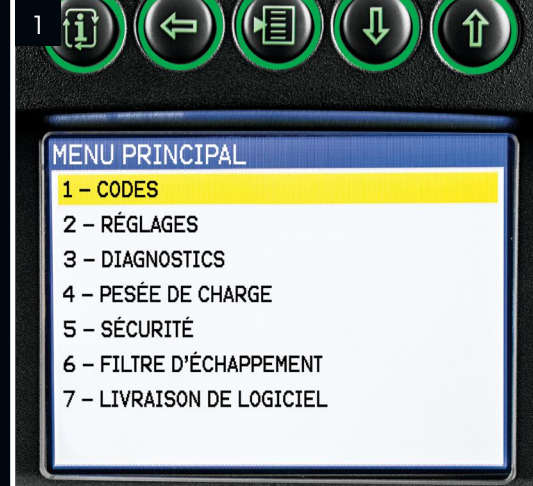 1
MENU PRINCIPAL
1 – CODES
2 – RÉGLAGES
3 – DIAGNOSTICS
4 – PESÉE DE CHARGE
5 – SÉCURITÉ
6 – FILTRE D'ÉCHAPPEMENT
7 – LIVRAISON DE LOGICIEL